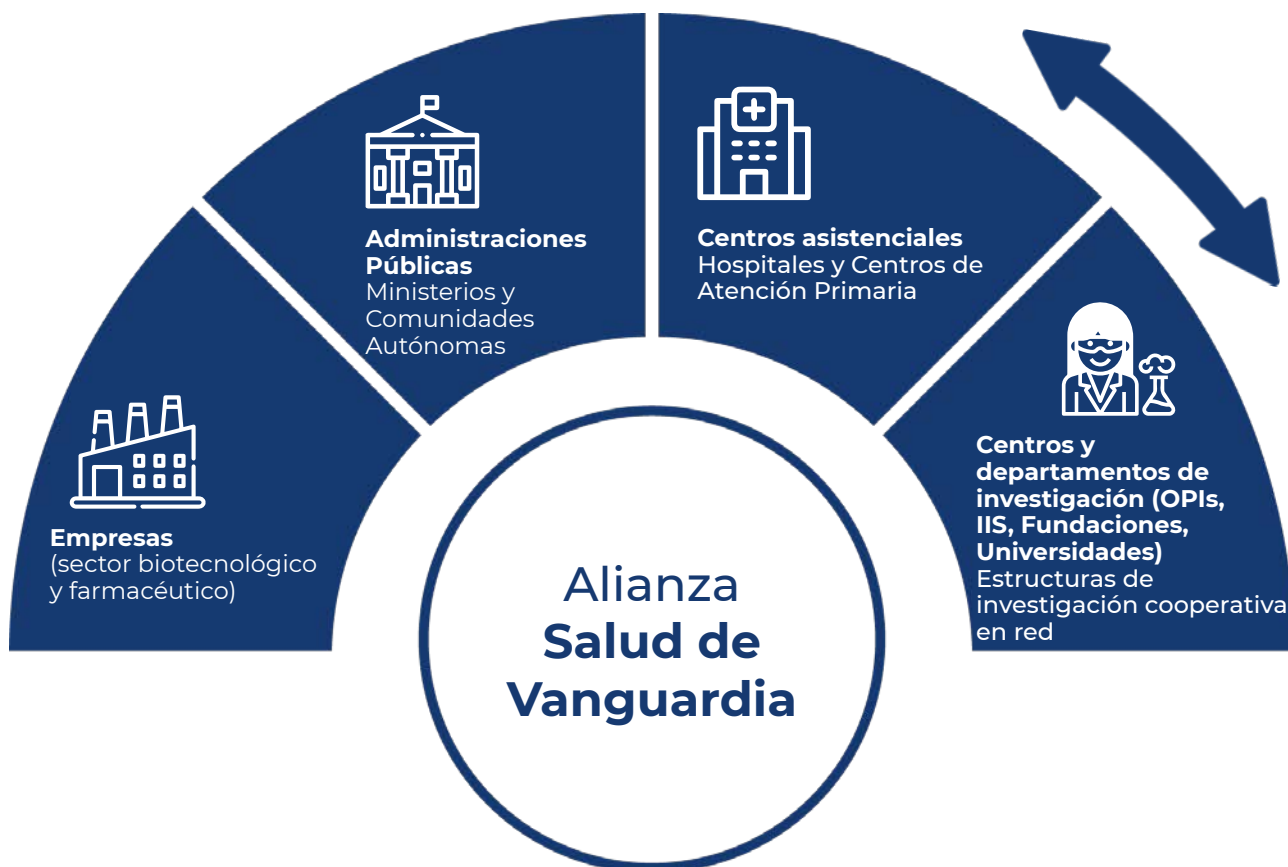 Administraciones
Públicas
Ministerios y
Comunidades
Autónomas
Centros asistenciales
Hospitales y Centros de
Atención Primaria
Empresas
(sector biotecnológico
y farmacéutico)
Centros y
departamentos de
investigación (OPIs,
IIS, Fundaciones,
Universidades)
Estructuras de
investigación cooperativa
en red
Alianza
Salud de
Vanguardia